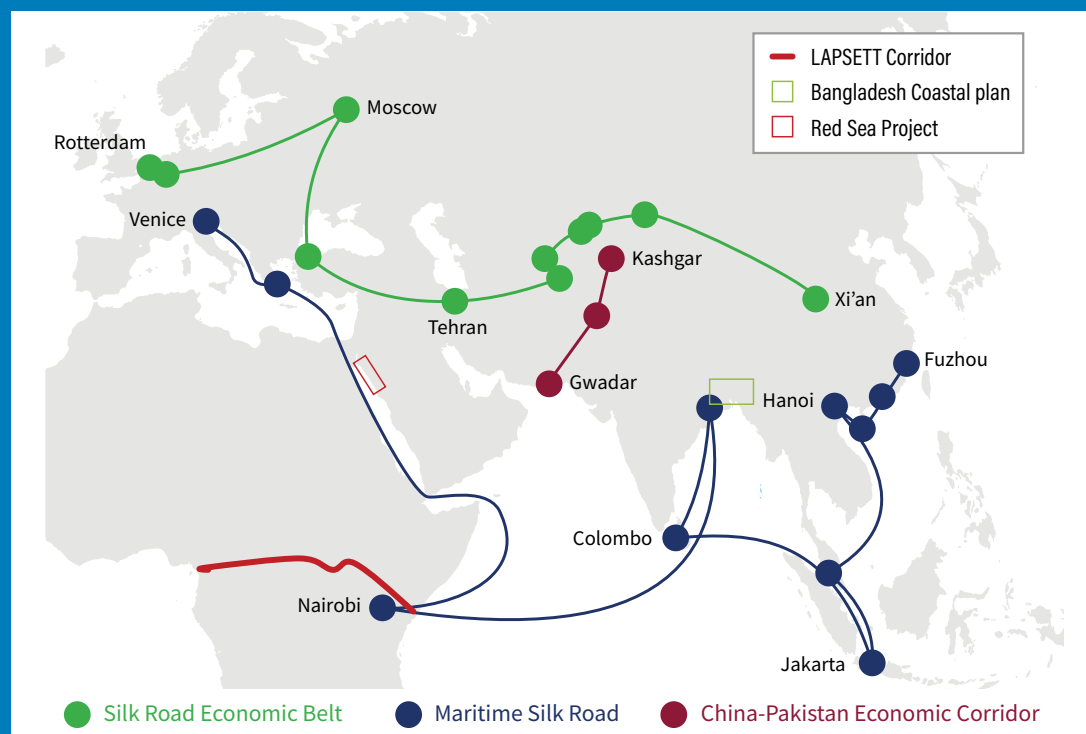 LAPSETT Corridor
Bangladesh Coastal plan
Red Sea Project
Moscow
Rotterdam
Venice
Kashgar
Xi'an
Tehran
Fuzhou
Gwadar
Hanoi
Colombo
Nairobi
Jakarta
Silk Road Economic Belt
Maritime Silk Road
China-Pakistan Economic Corridor